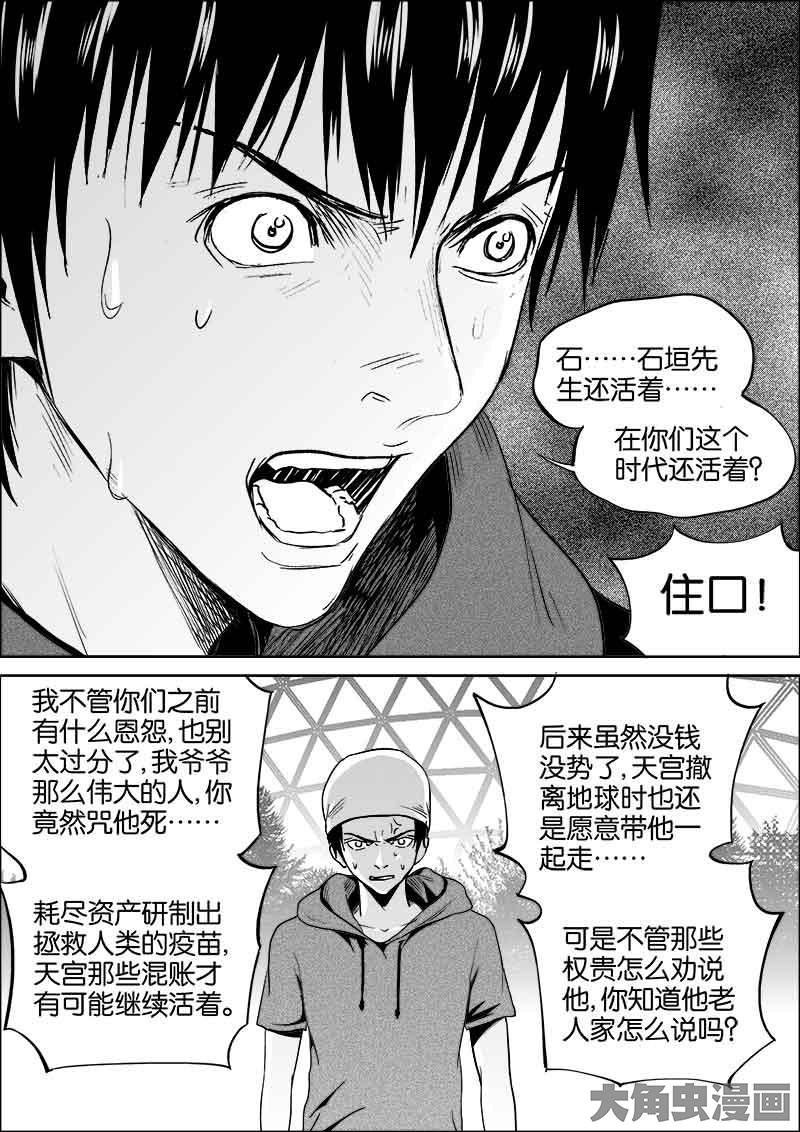 石……石垣先
生还活着……
在你们这个
时代还活着？
住口！
我不管你们之前
有什么恩怨，也别
太过分了，我爷爷
那么伟大的人，你
竟然咒他死……
耗尽资产研制出
拯救人类的疫苗，
天宫那些混账才
有可能继续活着。
后来虽然没钱
没势了，天宫撤
离地球时也还
是愿意带他一
起走……
可是不管那些
权贵怎么劝说
他，你知道他老
人家怎么说吗？
大角虫漫画